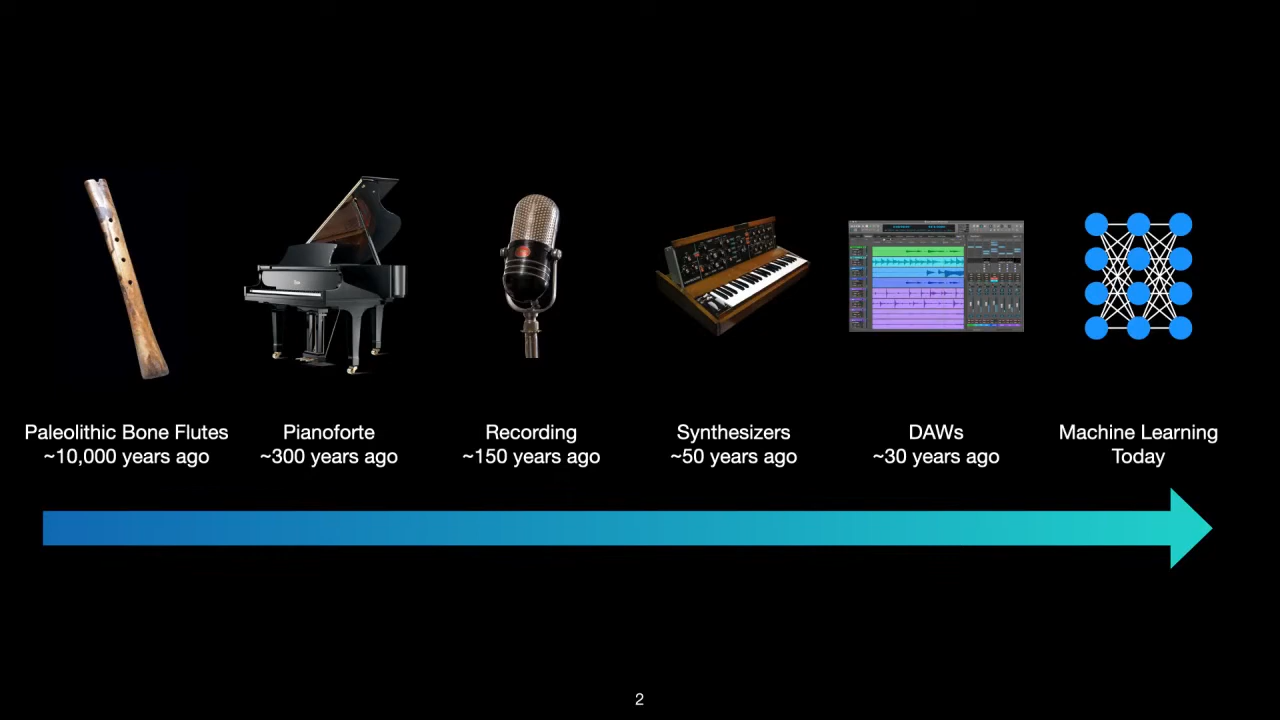 Paleolithic Bone Flutes
~10,000 years ago
Pianoforte
~300 years ago
Recording
~150 years ago
Synthesizers
~50 years ago
DAWs
~30 years ago
Machine Learning
Today
2